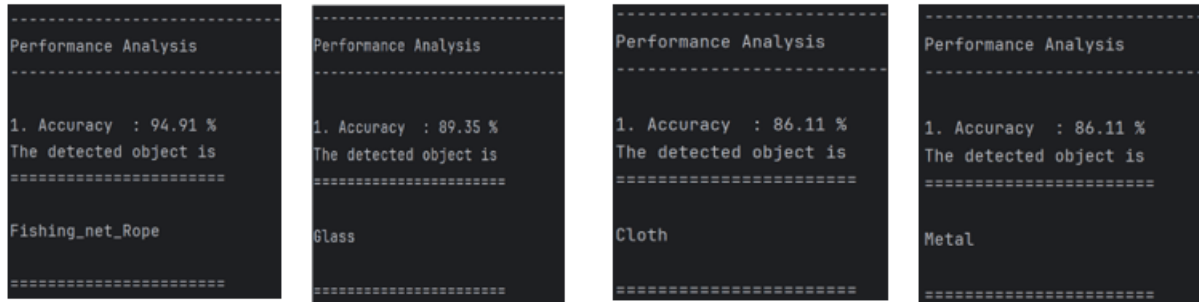 -----------------------------
Performance Analysis
-----------------------------
1. Accuracy  : 94.91 %
The detected object is
=======================
Fishing_net_Rope
=======================
-----------------------------
Performance Analysis
-----------------------------
1. Accuracy  : 89.35 %
The detected object is
=======================
Glass
=======================
-----------------------------
Performance Analysis
-----------------------------
1. Accuracy  : 86.11 %
The detected object is
=======================
Cloth
=======================
-----------------------------
Performance Analysis
-----------------------------
1. Accuracy  : 86.11 %
The detected object is
=======================
Metal
=======================